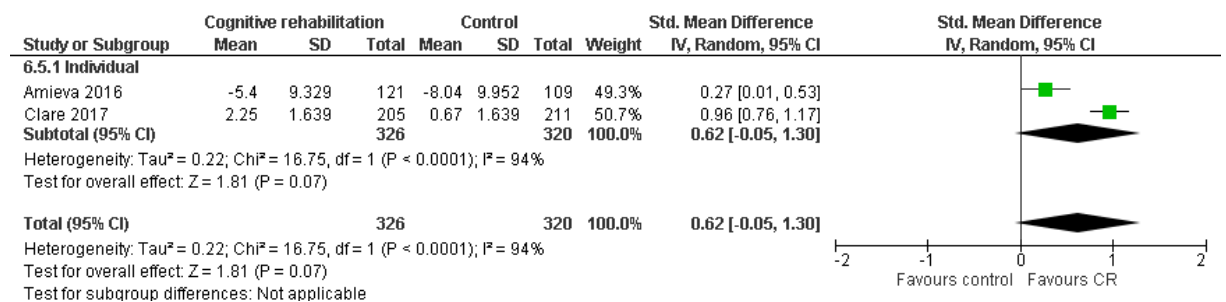 Cognitive rehabilitation Control Std. Mean Difference Std. Mean Difference
Study or Subgroup Mean SD Total Mean SD Total Weight IV, Random, 95% CI IV, Random, 95% CI
6.5.1 Individual
Amieva 2016 -5.4 9.329 121 -8.04 9.952 109 49.3% 0.27 [0.01, 0.53]
Clare 2017 2.25 1.639 205 0.67 1.639 211 50.7% 0.96 [0.76, 1.17]
Subtotal (95% CI) 326 320 100.0% 0.62 [-0.05, 1.30]
Heterogeneity: Tau² = 0.22; Chi² = 16.75, df = 1 (P < 0.0001); I² = 94%
Test for overall effect: Z = 1.81 (P = 0.07)
Total (95% CI) 326 320 100.0% 0.62 [-0.05, 1.30]
Heterogeneity: Tau² = 0.22; Chi² = 16.75, df = 1 (P < 0.0001); I² = 94%
Test for overall effect: Z = 1.81 (P = 0.07)
Test for subgroup differences: Not applicable
-2 -1 0 1 2
Favours control Favours CR